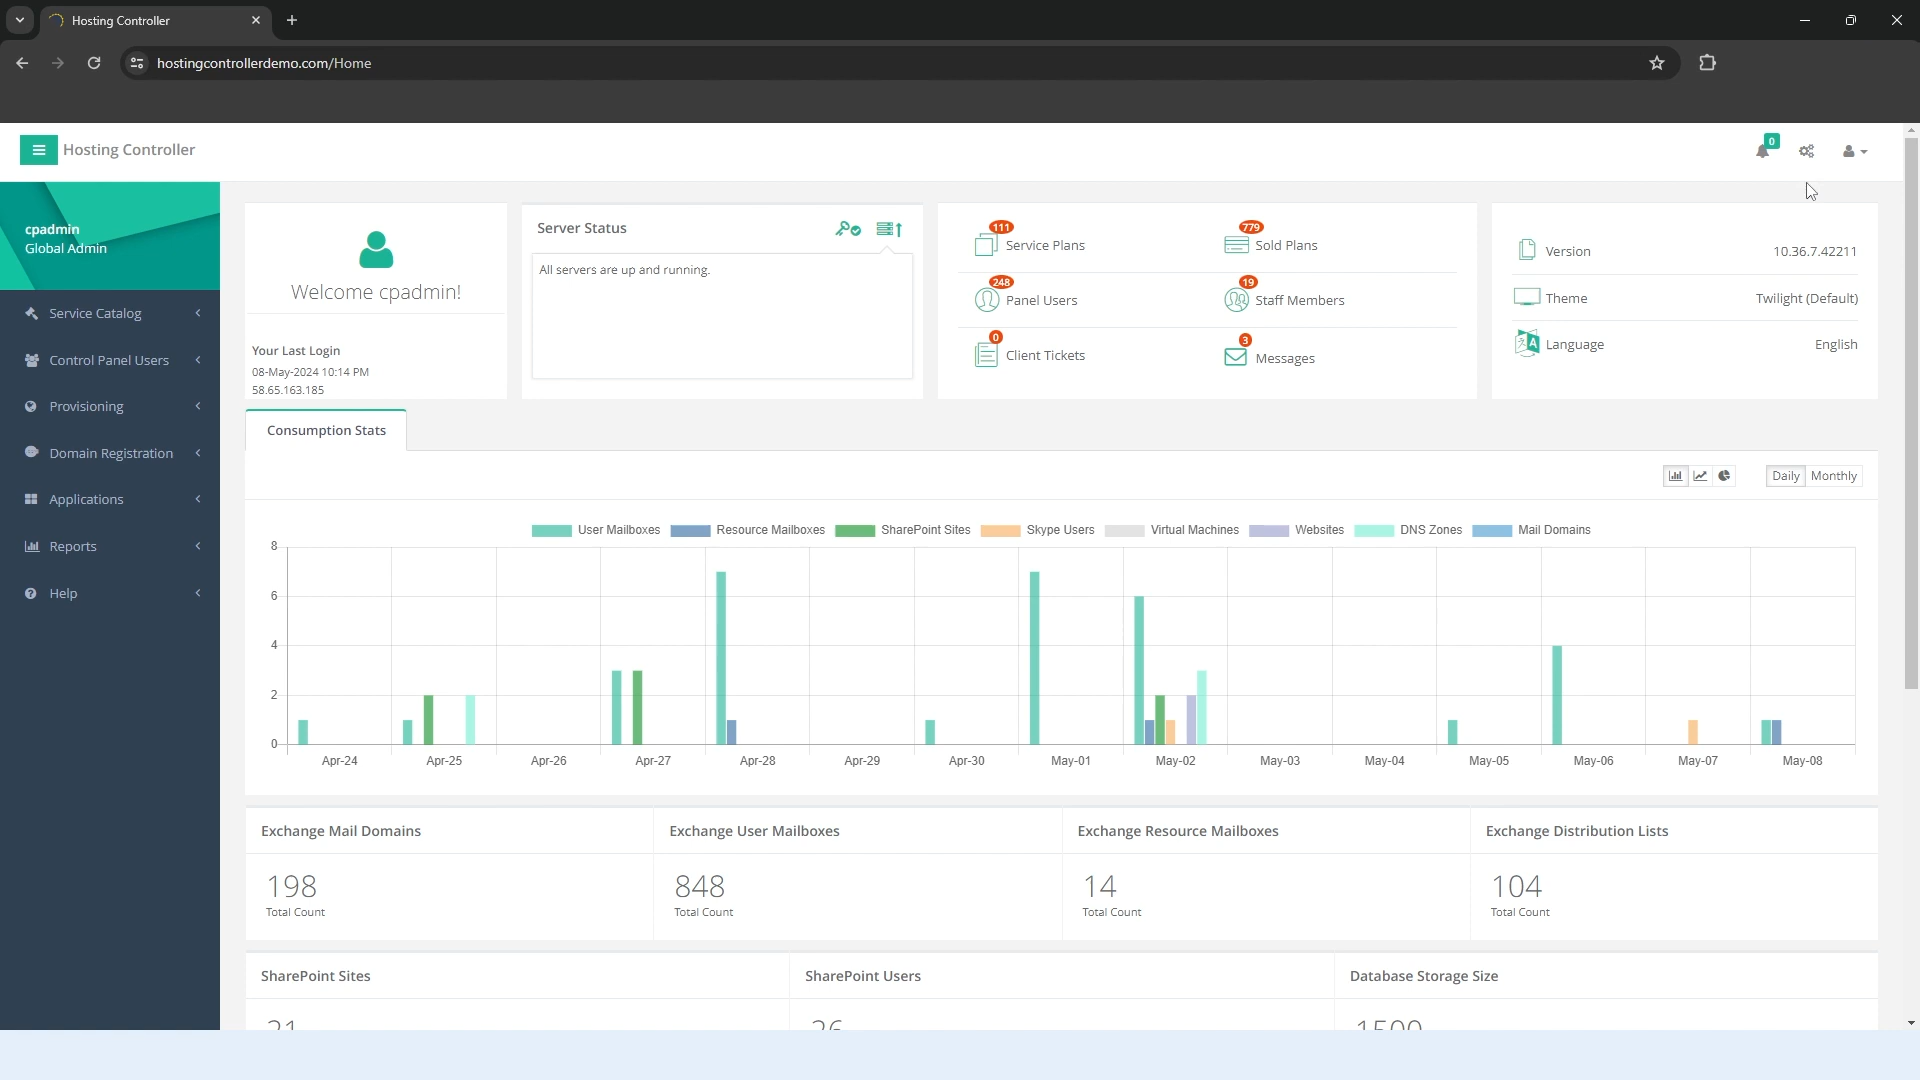 Hosting Controller
hostingcontrollerdemo.com/Home
Hosting Controller
0
cpadmin
Global Admin
Service Catalog
Control Panel Users
Provisioning
Domain Registration
Applications
Reports
Help
Welcome cpadmin!
Your Last Login
08-May-2024 10:14 PM
58.65.163.185
Server Status
All servers are up and running.
111
Service Plans
779
Sold Plans
248
Panel Users
19
Staff Members
0
Client Tickets
3
Messages
Version 10.36.7.42211
Theme Twilight (Default)
Language English
Consumption Stats
Daily Monthly
User Mailboxes Resource Mailboxes SharePoint Sites Skype Users Virtual Machines Websites DNS Zones Mail Domains
8
6
4
2
0
Apr-24 Apr-25 Apr-26 Apr-27 Apr-28 Apr-29 Apr-30 May-01 May-02 May-03 May-04 May-05 May-06 May-07 May-08
Exchange Mail Domains
198
Total Count
Exchange User Mailboxes
848
Total Count
Exchange Resource Mailboxes
14
Total Count
Exchange Distribution Lists
104
Total Count
SharePoint Sites
SharePoint Users
Database Storage Size